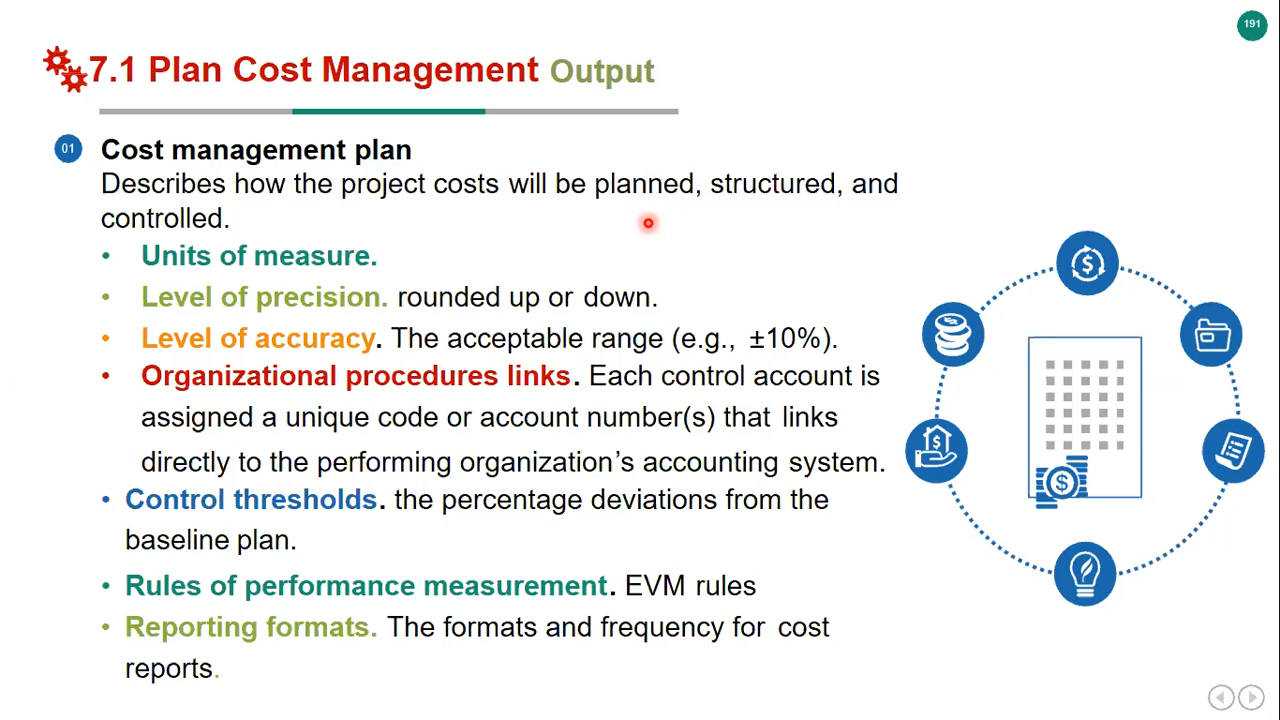 191
7.1 Plan Cost Management Output
01
Cost management plan
Describes how the project costs will be planned, structured, and
controlled.
• Units of measure.
• Level of precision. rounded up or down.
• Level of accuracy. The acceptable range (e.g., ±10%).
• Organizational procedures links. Each control account is
assigned a unique code or account number(s) that links
directly to the performing organization’s accounting system.
• Control thresholds. the percentage deviations from the
baseline plan.
• Rules of performance measurement. EVM rules
• Reporting formats. The formats and frequency for cost
reports.